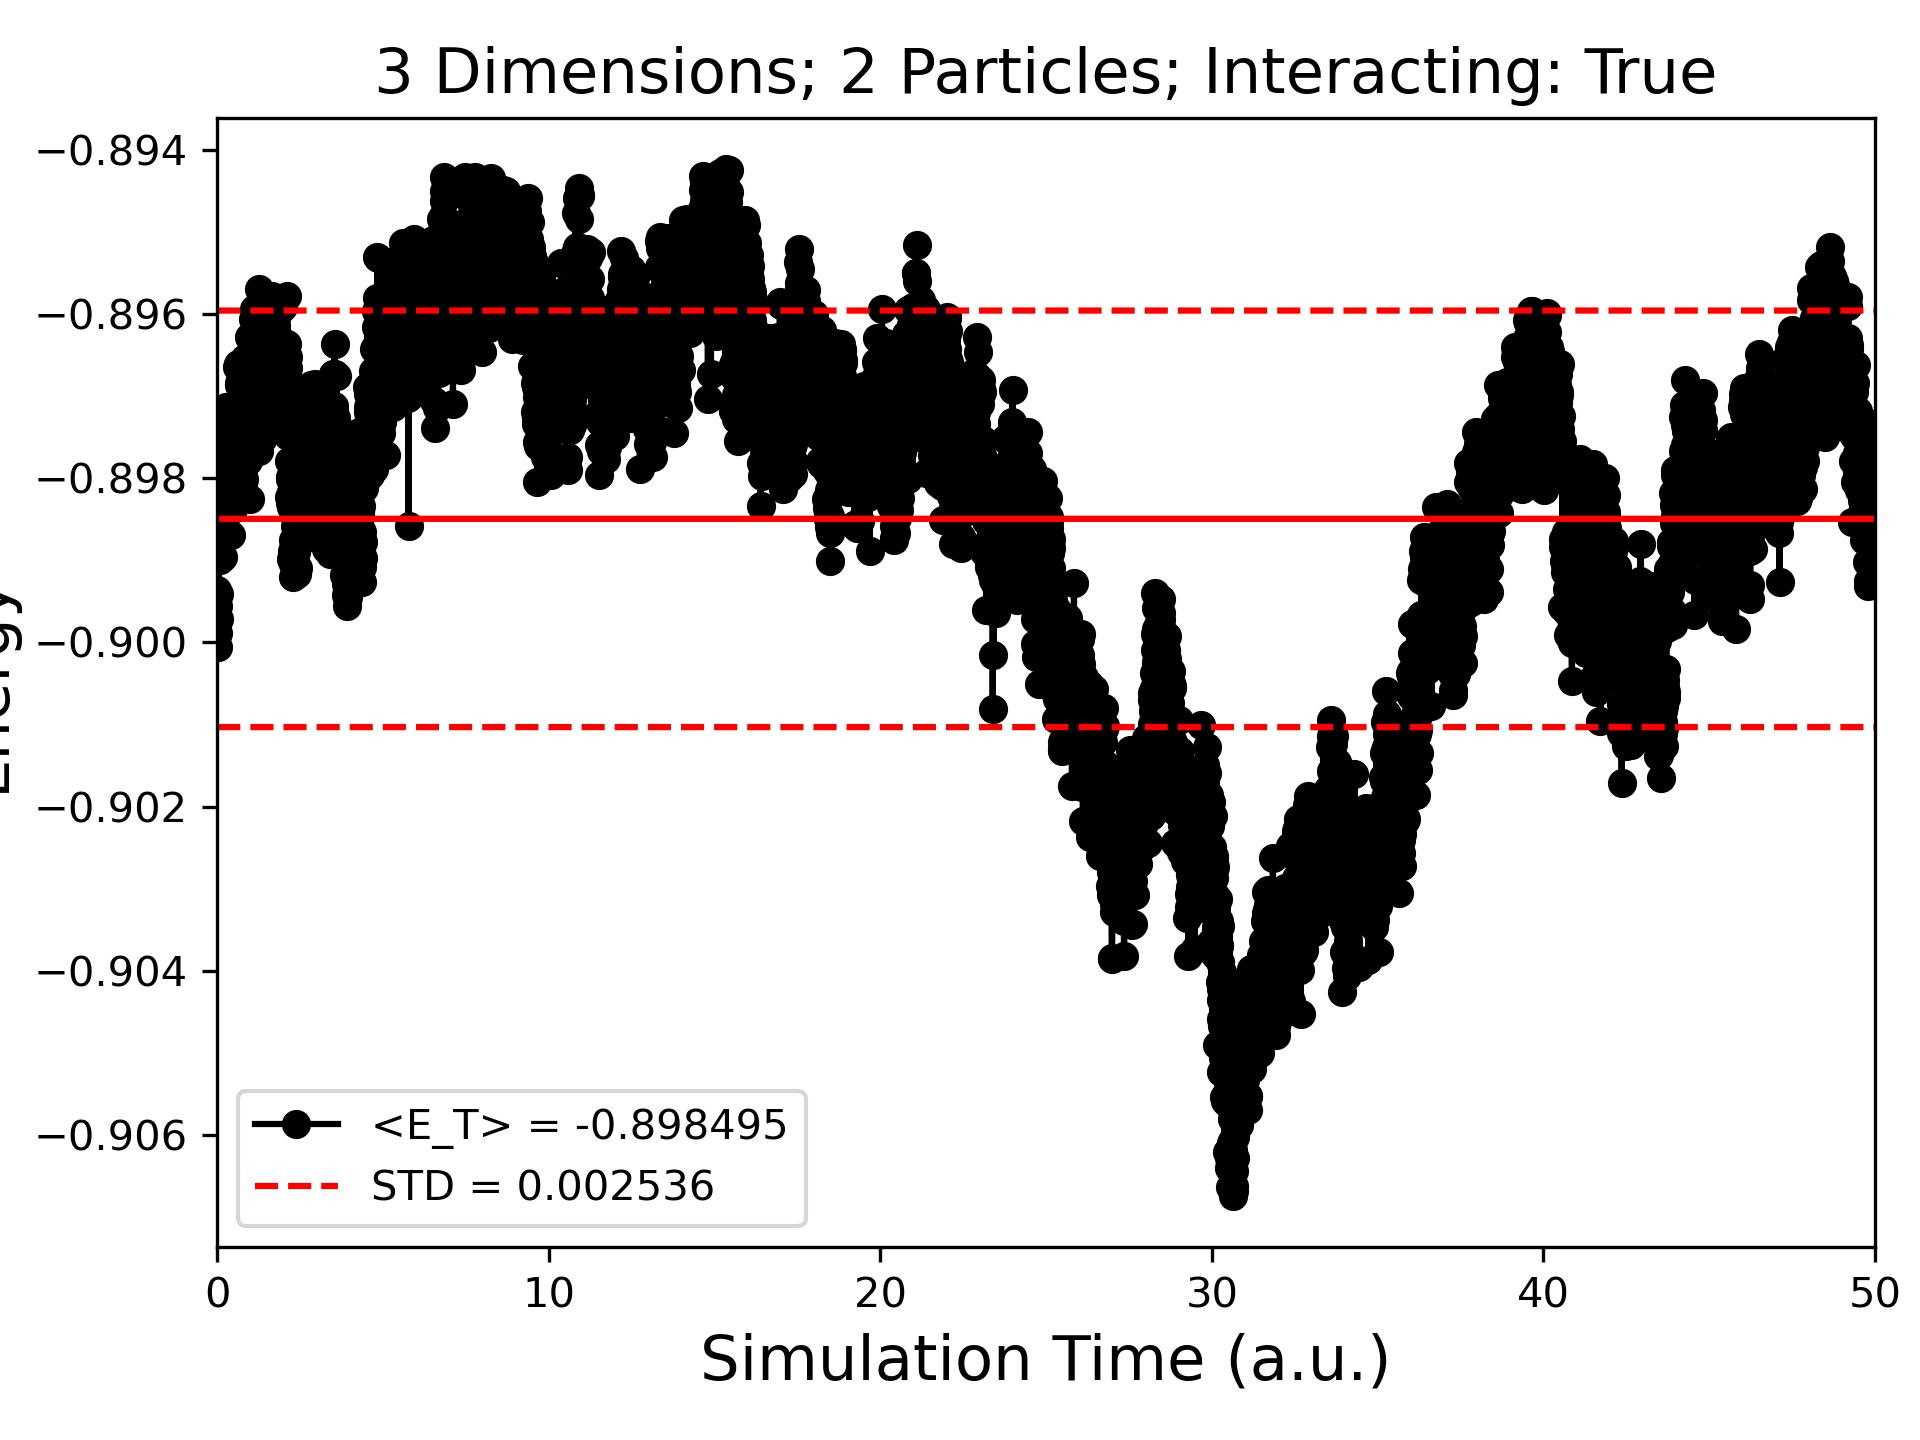 3 Dimensions; 2 Particles; Interacting: True
−0.894
−0.896
−0.898
−0.900
−0.902
−0.904
−0.906
Energy
<E_T> = -0.898495
STD = 0.002536
0 10 20 30 40 50
Simulation Time (a.u.)